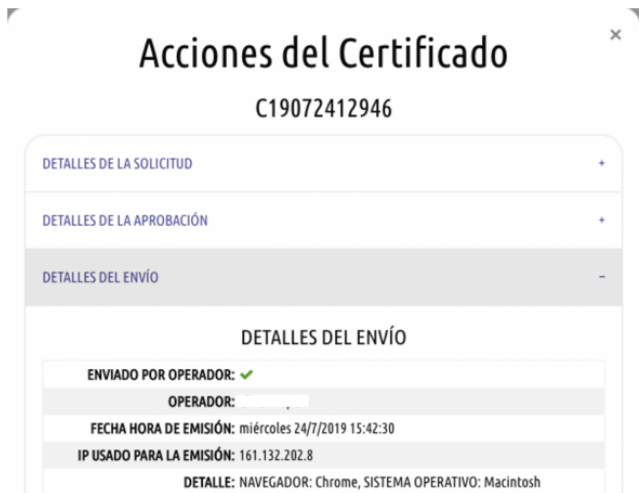 Acciones del Certificado
×
C19072412946
DETALLES DE LA SOLICITUD +
DETALLES DE LA APROBACIÓN +
DETALLES DEL ENVÍO −
DETALLES DEL ENVÍO
ENVIADO POR OPERADOR: ✔
OPERADOR:
FECHA HORA DE EMISIÓN: miércoles 24/7/2019 15:42:30
IP USADO PARA LA EMISIÓN: 161.132.202.8
DETALLE: NAVEGADOR: Chrome, SISTEMA OPERATIVO: Macintosh